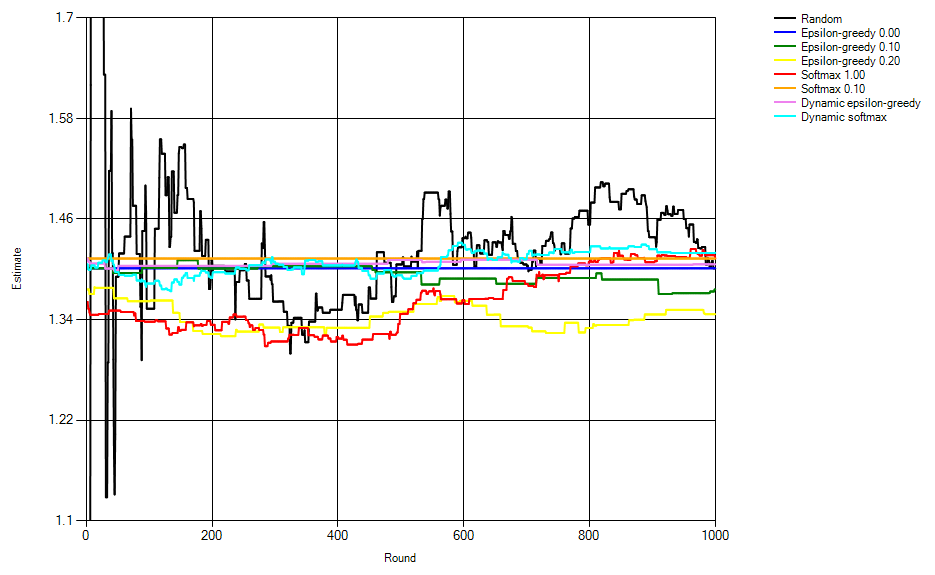 1.7
1.58
1.46
1.34
1.22
1.1
Estimate
0
200
400
600
800
1000
Round
Random
Epsilon-greedy 0.00
Epsilon-greedy 0.10
Epsilon-greedy 0.20
Softmax 1.00
Softmax 0.10
Dynamic epsilon-greedy
Dynamic softmax